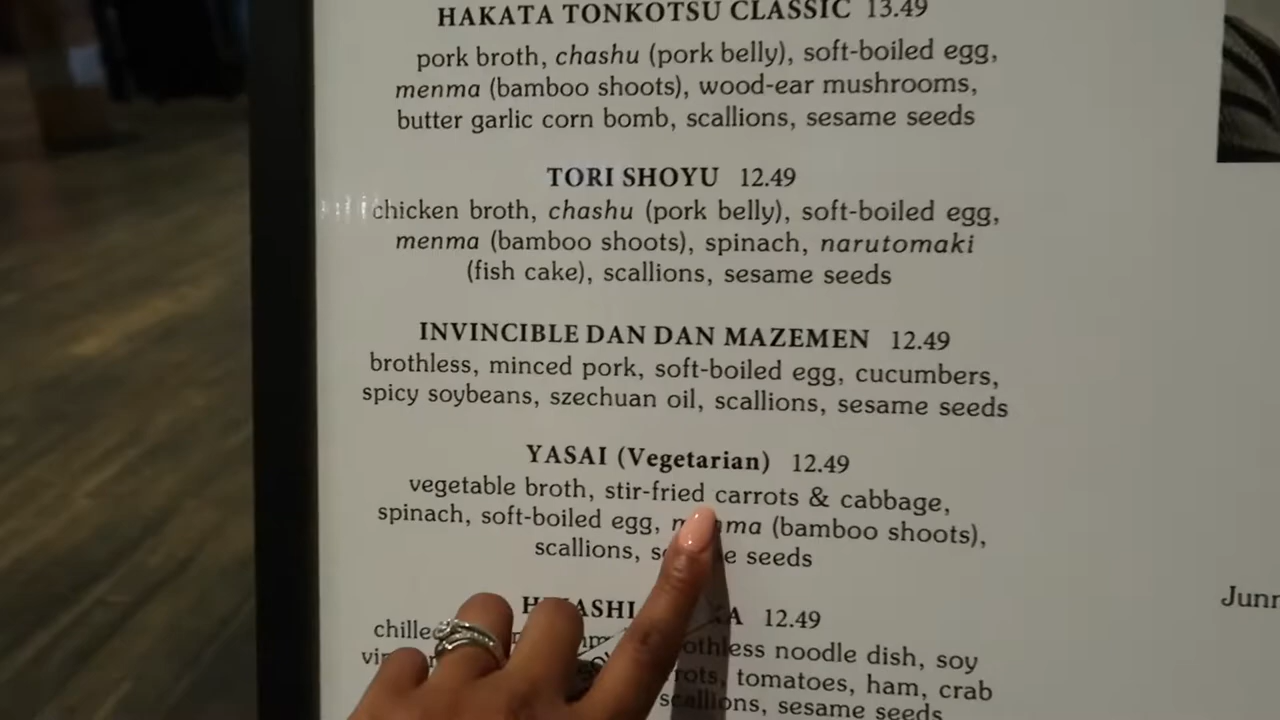 HAKATA TONKOTSU CLASSIC 13.49
pork broth, chashu (pork belly), soft-boiled egg,
menma (bamboo shoots), wood-ear mushrooms,
butter garlic corn bomb, scallions, sesame seeds
TORI SHOYU 12.49
chicken broth, chashu (pork belly), soft-boiled egg,
menma (bamboo shoots), spinach, narutomaki
(fish cake), scallions, sesame seeds
INVINCIBLE DAN DAN MAZEMEN 12.49
brothless, minced pork, soft-boiled egg, cucumbers,
spicy soybeans, szechuan oil, scallions, sesame seeds
YASAI (Vegetarian) 12.49
vegetable broth, stir-fried carrots & cabbage,
spinach, soft-boiled egg, menma (bamboo shoots),
scallions, seeds
12.49
noodle dish, soy
tomatoes, ham, crab
scallions, sesame seeds